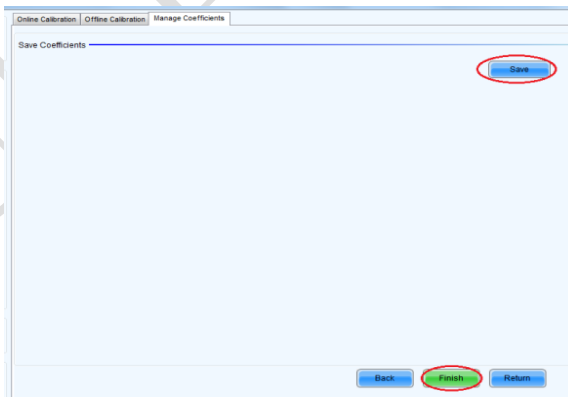 Online Calibration Offline Calibration Manage Coefficients
Save Coefficients
Save
Back Finish Return